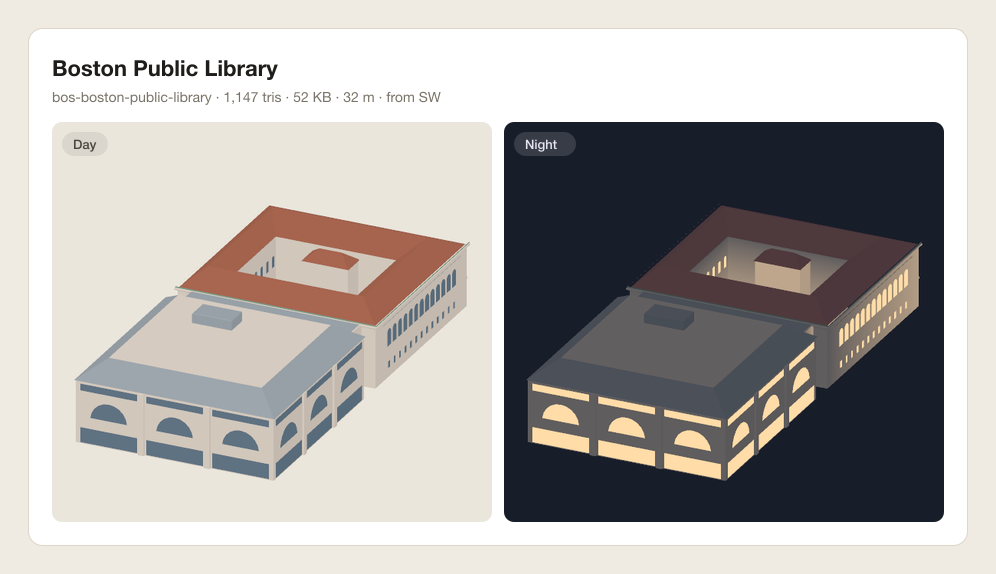 Boston Public Library
bos-boston-public-library · 1,147 tris · 52 KB · 32 m · from SW
Day
Night